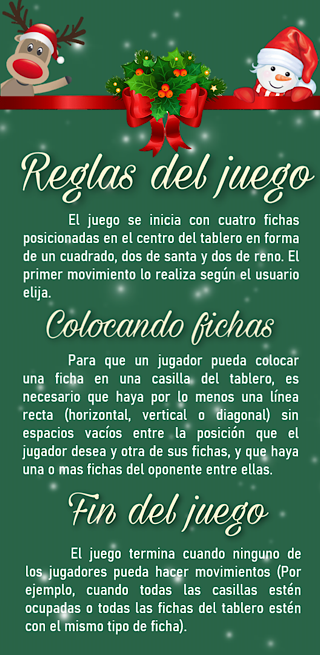 Reglas del juego
El juego se inicia con cuatro fichas
posicionadas en el centro del tablero en forma
de un cuadrado, dos de santa y dos de reno. El
primer movimiento lo realiza según el usuario
elija.
Colocando fichas
Para que un jugador pueda colocar
una ficha en una casilla del tablero, es
necesario que haya por lo menos una línea
recta (horizontal, vertical o diagonal) sin
espacios vacíos entre la posición que el
jugador desea y otra de sus fichas, y que haya
una o mas fichas del oponente entre ellas.
Fin del juego
El juego termina cuando ninguno de
los jugadores pueda hacer movimientos (Por
ejemplo, cuando todas las casillas estén
ocupadas o todas las fichas del tablero estén
con el mismo tipo de ficha).